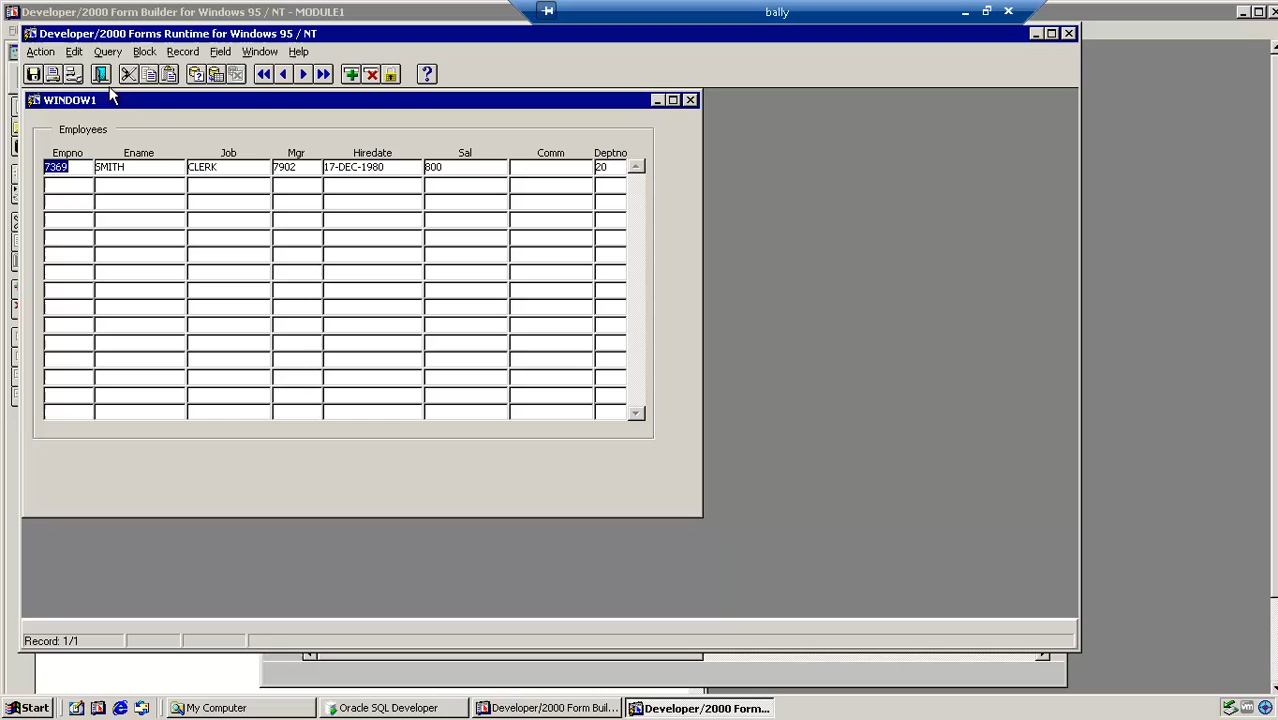 Developer/2000 Form Builder for Windows 95 / NT - MODULE1
bally
Developer/2000 Forms Runtime for Windows 95 / NT
Action Edit Query Block Record Field Window Help
WINDOW1
Employees
Empno Ename Job Mgr Hiredate Sal Comm Deptno
7369 SMITH CLERK 7902 17-DEC-1980 800 20
Record: 1/1
Start My Computer Oracle SQL Developer Developer/2000 Form Buil... Developer/2000 Form...